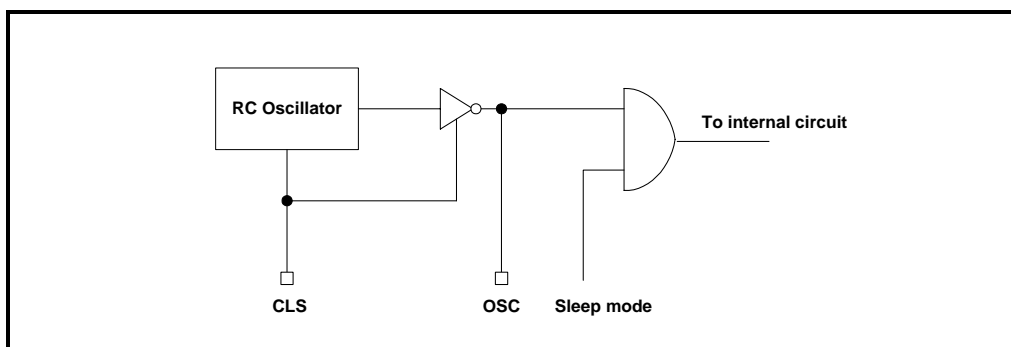 RC Oscillator
To internal circuit
CLS
OSC
Sleep mode